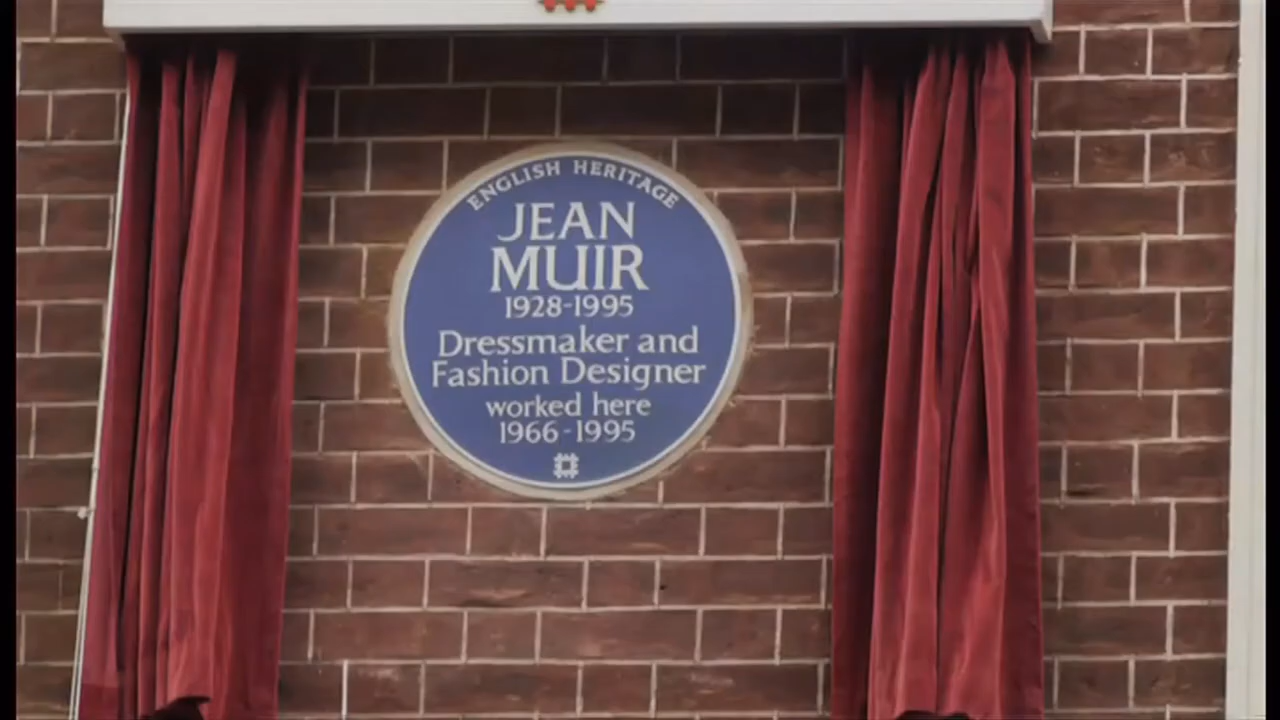 ENGLISH HERITAGE
JEAN
MUIR
1928-1995
Dressmaker and
Fashion Designer
worked here
1966-1995